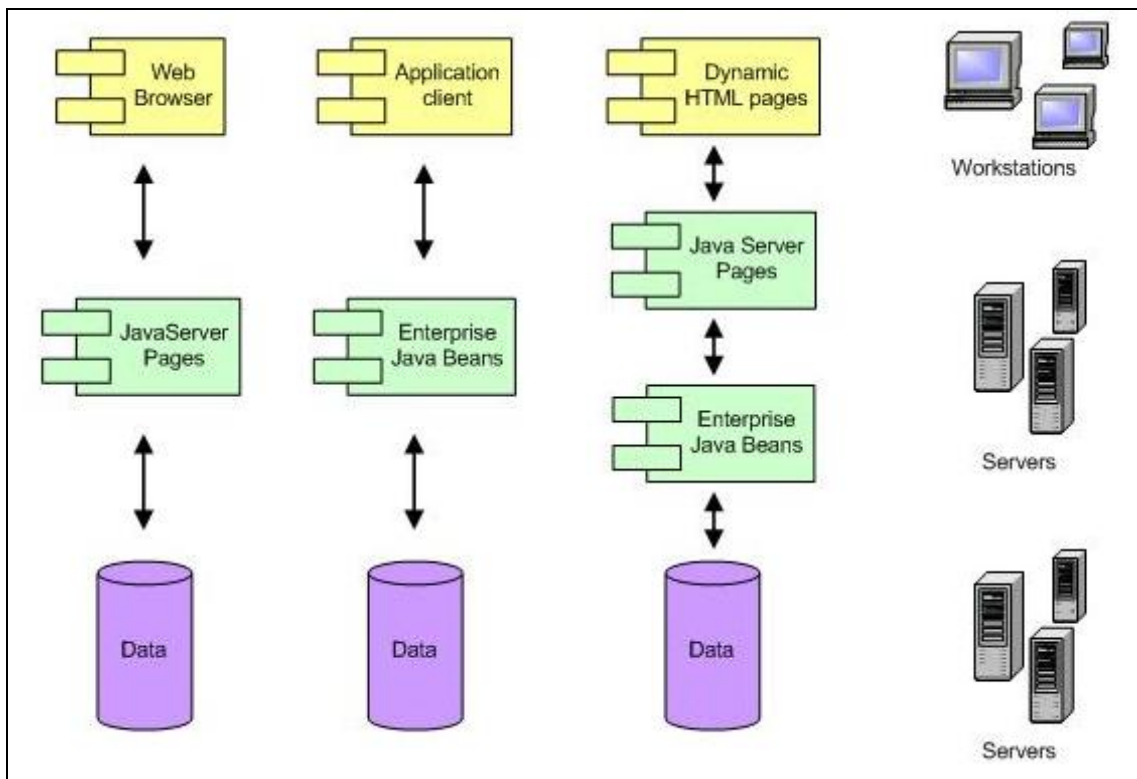 Web
Browser
Application
client
Dynamic
HTML pages
Workstations
Java Server
Pages
JavaServer
Pages
Enterprise
Java Beans
Enterprise
Java Beans
Servers
Data
Data
Data
Servers